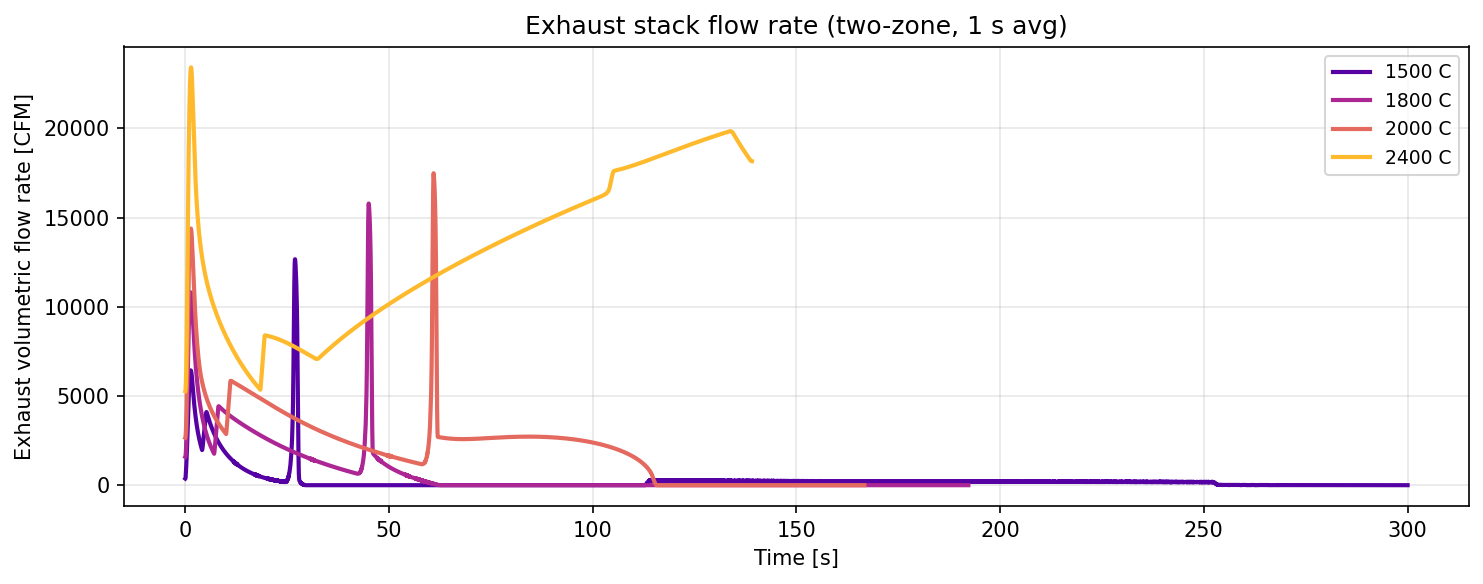 Exhaust stack flow rate (two-zone, 1 s avg)
Exhaust volumetric flow rate [CFM]
20000
15000
10000
5000
0
1500 C
1800 C
2000 C
2400 C
0 50 100 150 200 250 300
Time [s]